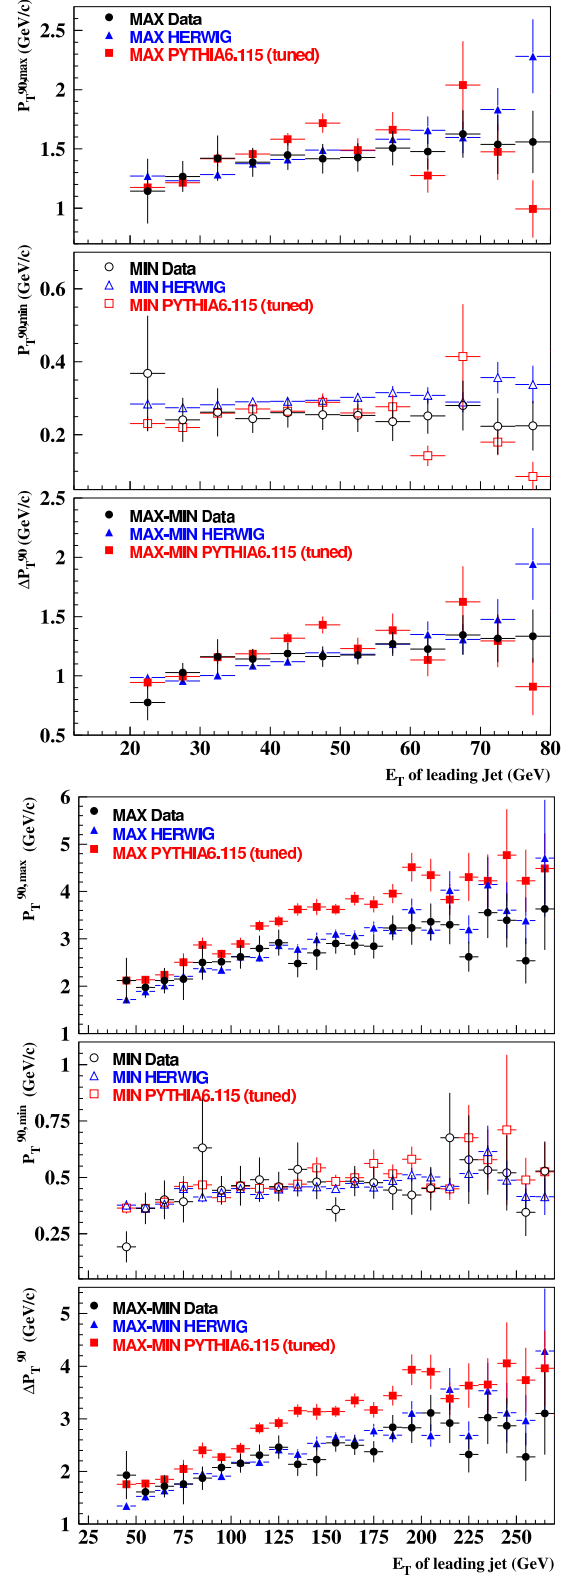 MAX Data
MAX HERWIG
MAX PYTHIA6.115 (tuned)
P_T^90,max (GeV/c)
2.5
2
1.5
1
MIN Data
MIN HERWIG
MIN PYTHIA6.115 (tuned)
P_T^90,min (GeV/c)
0.6
0.4
0.2
MAX-MIN Data
MAX-MIN HERWIG
MAX-MIN PYTHIA6.115 (tuned)
ΔP_T^90 (GeV/c)
2.5
2
1.5
1
0.5
20 30 40 50 60 70 80
E_T of leading Jet (GeV)
MAX Data
MAX HERWIG
MAX PYTHIA6.115 (tuned)
P_T^90,max (GeV/c)
6
5
4
3
2
1
MIN Data
MIN HERWIG
MIN PYTHIA6.115 (tuned)
P_T^90,min (GeV/c)
1
0.75
0.5
0.25
MAX-MIN Data
MAX-MIN HERWIG
MAX-MIN PYTHIA6.115 (tuned)
ΔP_T^90 (GeV/c)
5
4
3
2
1
25 50 75 100 125 150 175 200 225 250
E_T of leading jet (GeV)